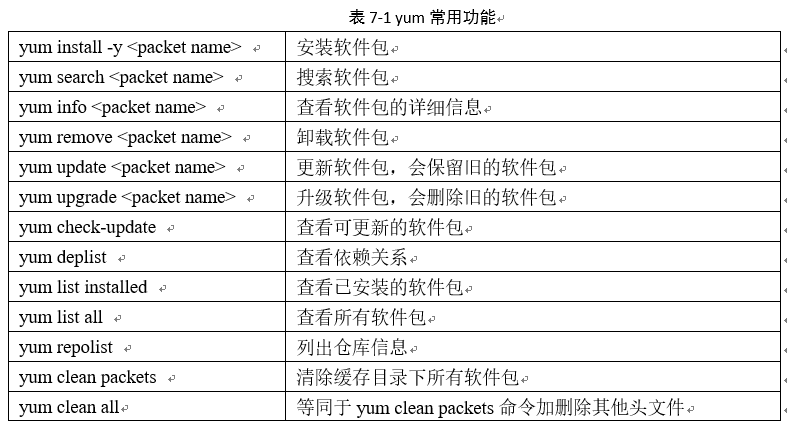 表 7-1 yum 常用功能
yum install -y <packet name> 安装软件包
yum search <packet name> 搜索软件包
yum info <packet name> 查看软件包的详细信息
yum remove <packet name> 卸载软件包
yum update <packet name> 更新软件包，会保留旧的软件包
yum upgrade <packet name> 升级软件包，会删除旧的软件包
yum check-update 查看可更新的软件包
yum deplist 查看依赖关系
yum list installed 查看已安装的软件包
yum list all 查看所有软件包
yum repolist 列出仓库信息
yum clean packets 清除缓存目录下所有软件包
yum clean all 等同于 yum clean packets 命令加删除其他头文件